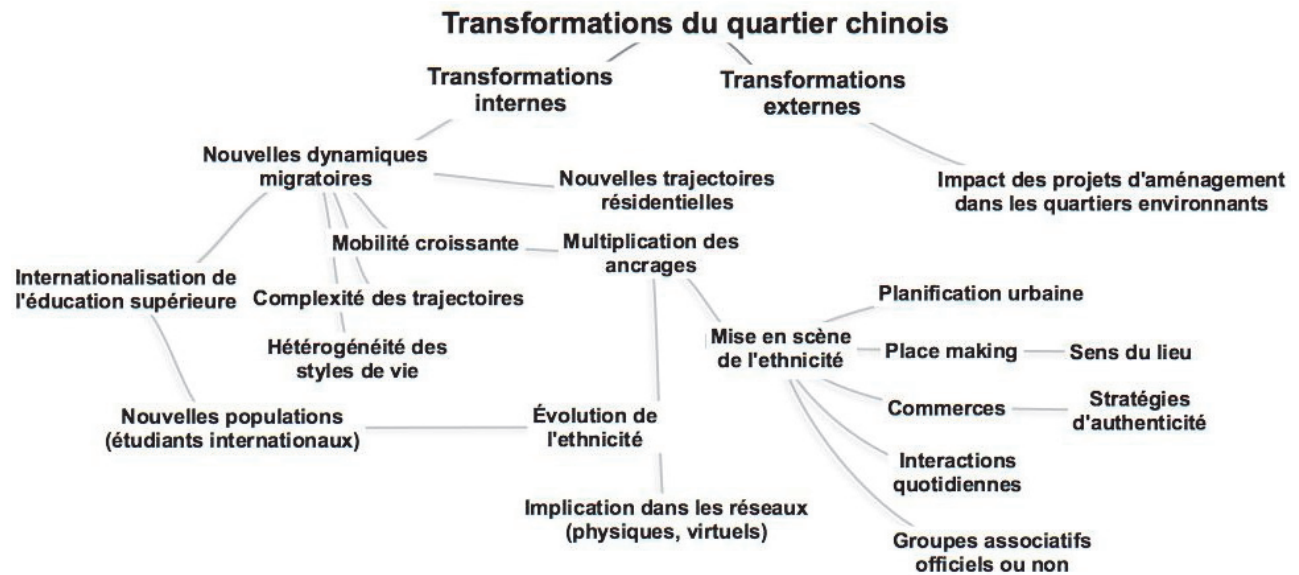 Transformations du quartier chinois
Transformations
internes
Transformations
externes
Nouvelles dynamiques
migratoires
Nouvelles trajectoires
résidentielles
Impact des projets d'aménagement
dans les quartiers environnants
Mobilité croissante
Multiplication des
ancrages
Internationalisation de
l'éducation supérieure
Complexité des trajectoires
Planification urbaine
Hétérogénéité des
styles de vie
Mise en scène
de l'ethnicité
Place making
Sens du lieu
Commerces
Stratégies
d'authenticité
Nouvelles populations
(étudiants internationaux)
Évolution de
l'ethnicité
Interactions
quotidiennes
Implication dans les réseaux
(physiques, virtuels)
Groupes associatifs
officiels ou non